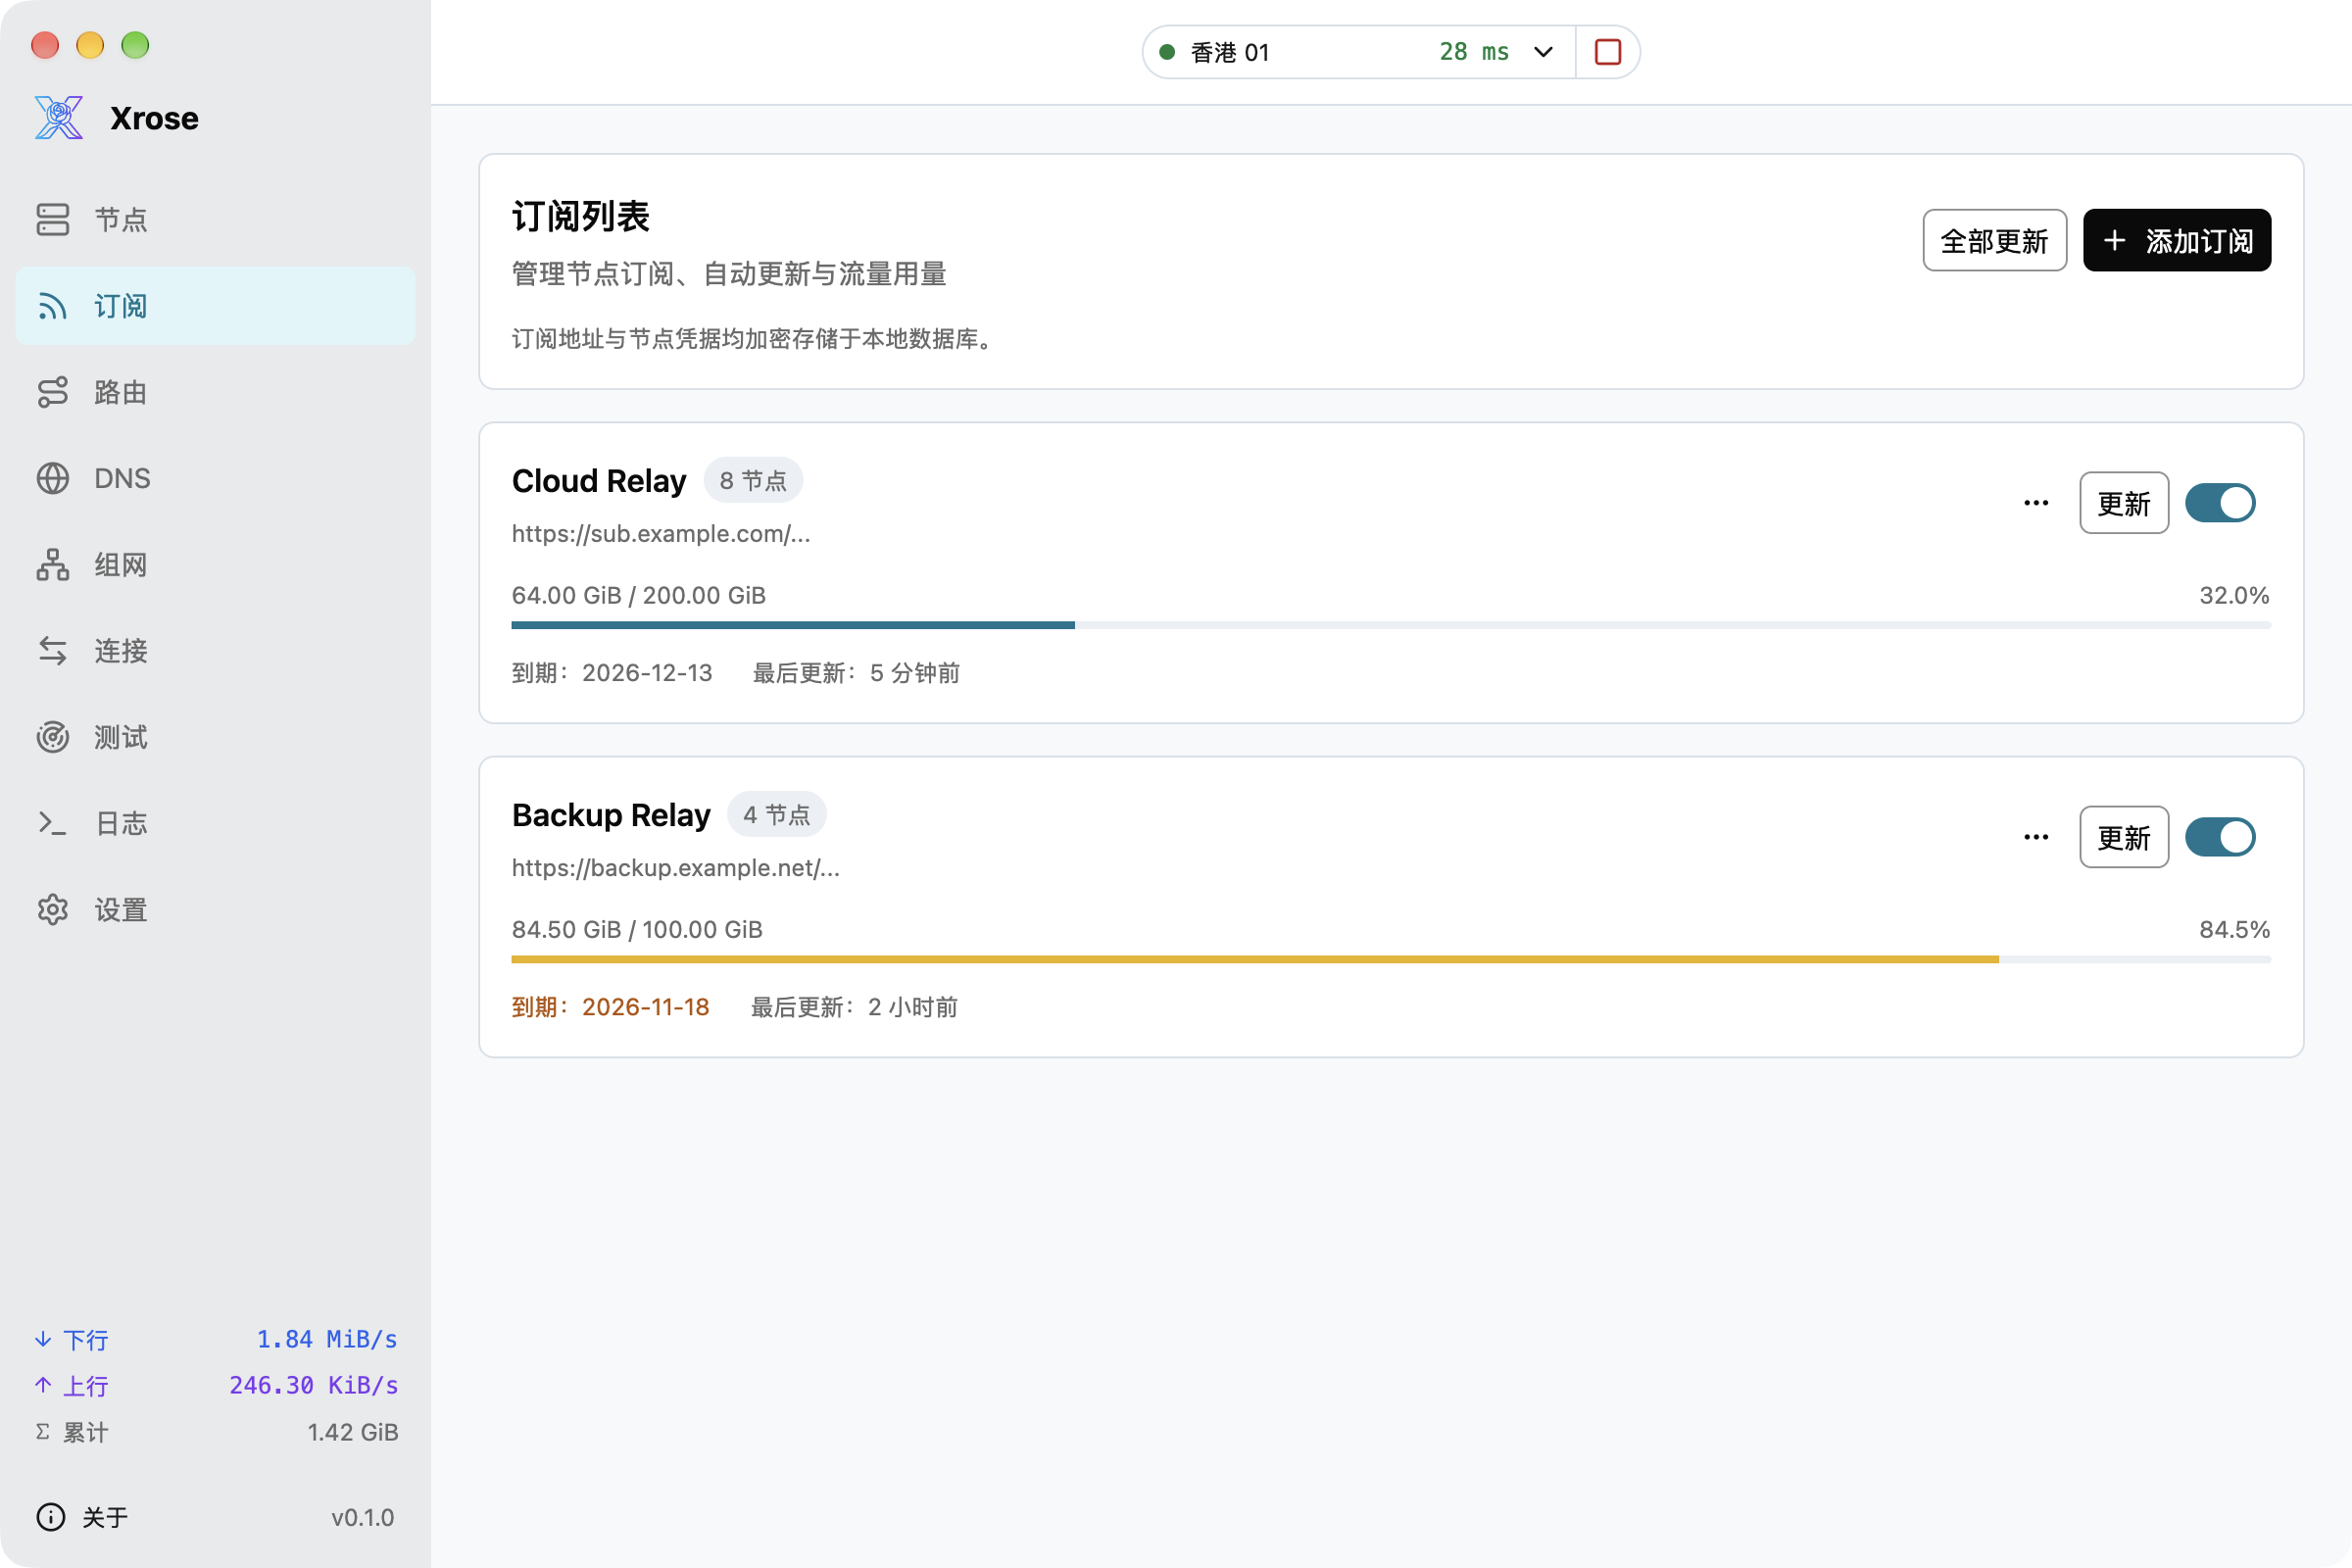 Xrose
节点
订阅
路由
DNS
组网
连接
测试
日志
设置
下行 1.84 MiB/s
上行 246.30 KiB/s
Σ 累计 1.42 GiB
关于 v0.1.0
香港 01 28 ms
订阅列表
管理节点订阅、自动更新与流量用量
订阅地址与节点凭据均加密存储于本地数据库。
全部更新 + 添加订阅
Cloud Relay 8 节点
https://sub.example.com/...
... 更新
64.00 GiB / 200.00 GiB 32.0%
到期：2026-12-13 最后更新：5 分钟前
Backup Relay 4 节点
https://backup.example.net/...
... 更新
84.50 GiB / 100.00 GiB 84.5%
到期：2026-11-18 最后更新：2 小时前